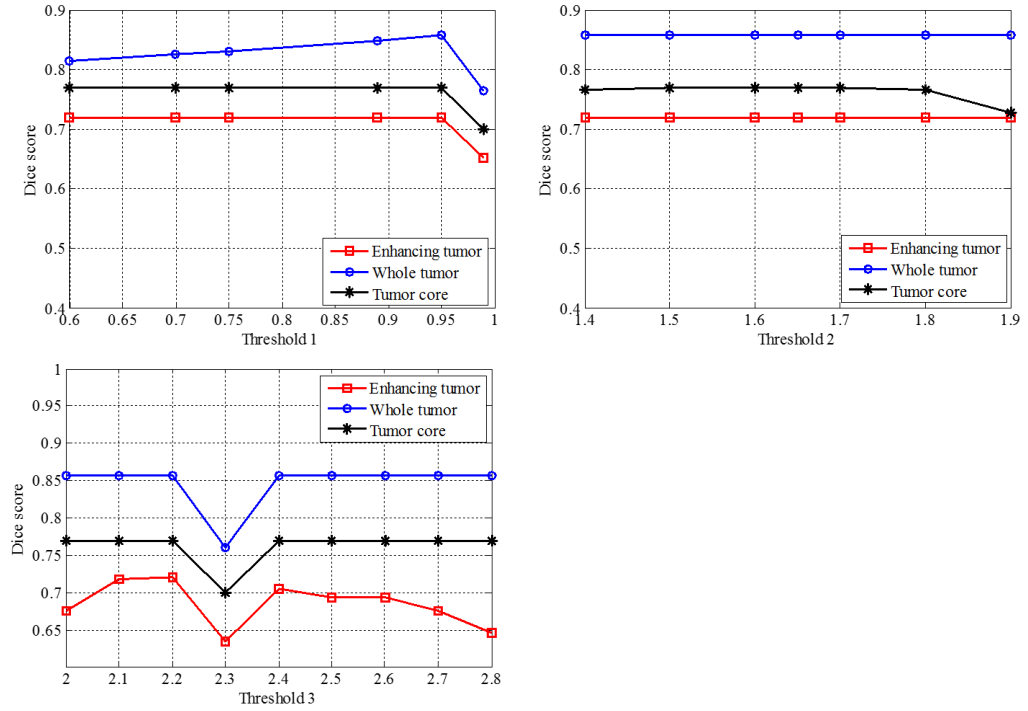 0.9
0.8
0.7
0.6
0.5
0.4
Dice score
0.6 0.65 0.7 0.75 0.8 0.85 0.9 0.95 1
Threshold 1
Enhancing tumor
Whole tumor
Tumor core
0.9
0.8
0.7
0.6
0.5
0.4
Dice score
1.4 1.5 1.6 1.7 1.8 1.9
Threshold 2
Enhancing tumor
Whole tumor
Tumor core
1
0.95
0.9
0.85
0.8
0.75
0.7
0.65
Dice score
2 2.1 2.2 2.3 2.4 2.5 2.6 2.7 2.8
Threshold 3
Enhancing tumor
Whole tumor
Tumor core